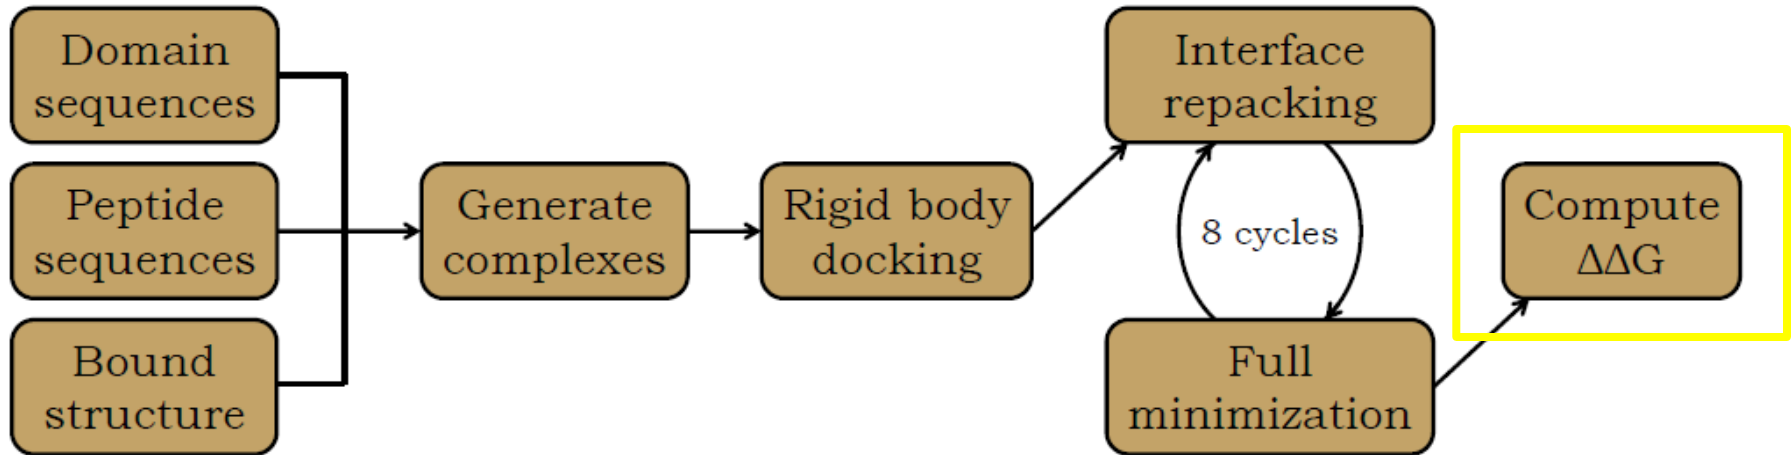 Domain
sequences
Peptide
sequences
Bound
structure
Generate
complexes
Rigid body
docking
Interface
repacking
8 cycles
Full
minimization
Compute
ΔΔG